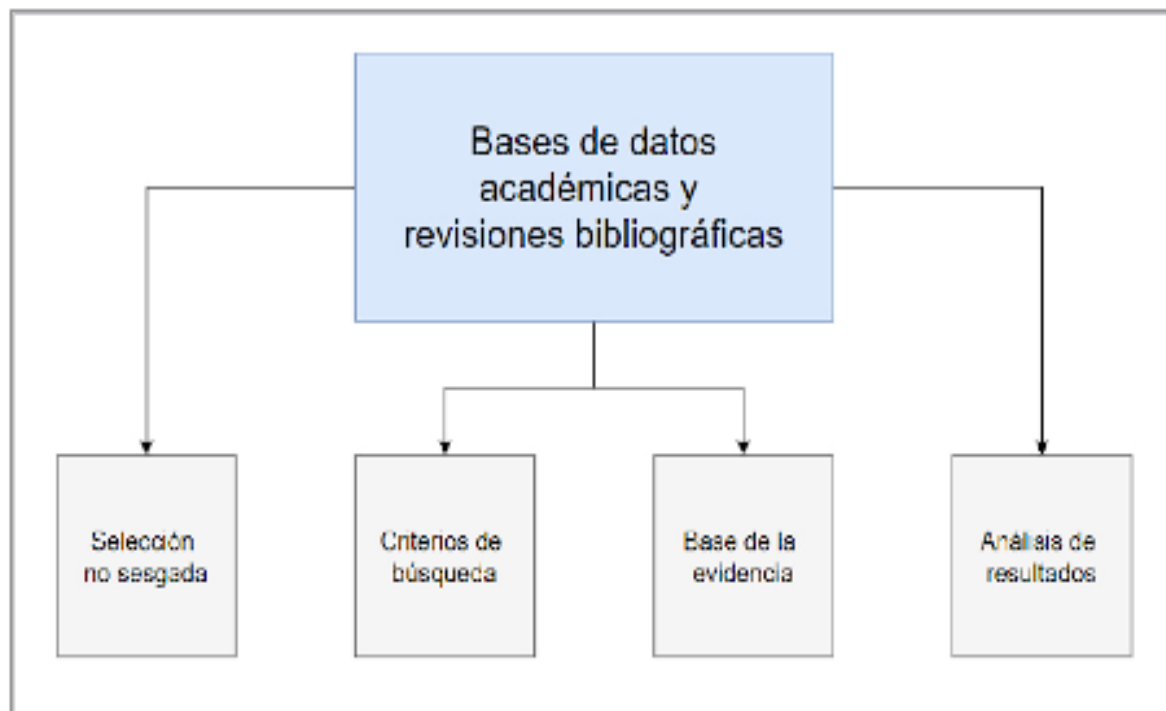 Bases de datos
académicas y
revisiones bibliográficas
Selección
no sesgada
Criterios de
búsqueda
Base de la
evidencia
Análisis de
resultados